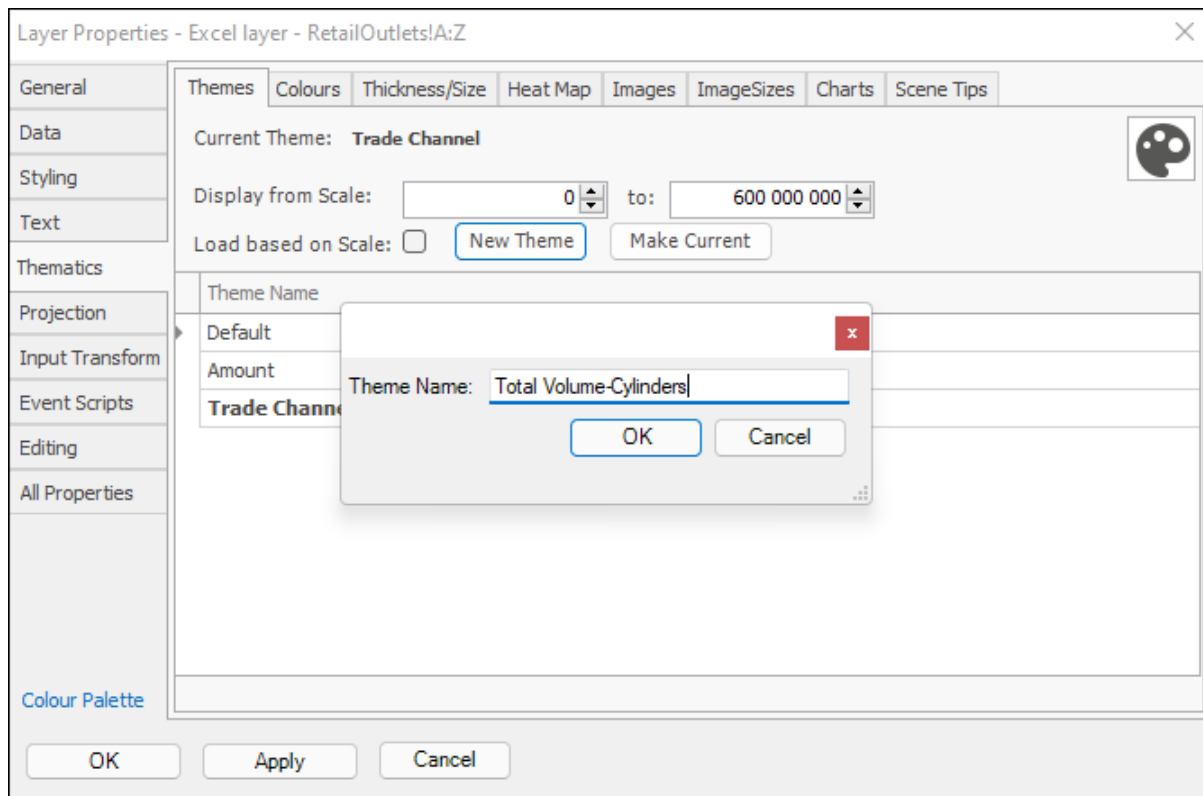 Layer Properties - Excel layer - RetailOutlets!A:Z
General
Data
Styling
Text
Thematics
Projection
Input Transform
Event Scripts
Editing
All Properties
Colour Palette
Themes Colours Thickness/Size Heat Map Images ImageSizes Charts Scene Tips
Current Theme: Trade Channel
Display from Scale: 0 to: 600 000 000
Load based on Scale: New Theme Make Current
Theme Name
Default
Amount
Trade Channe
x
Theme Name: Total Volume-Cylinders
OK Cancel
OK Apply Cancel